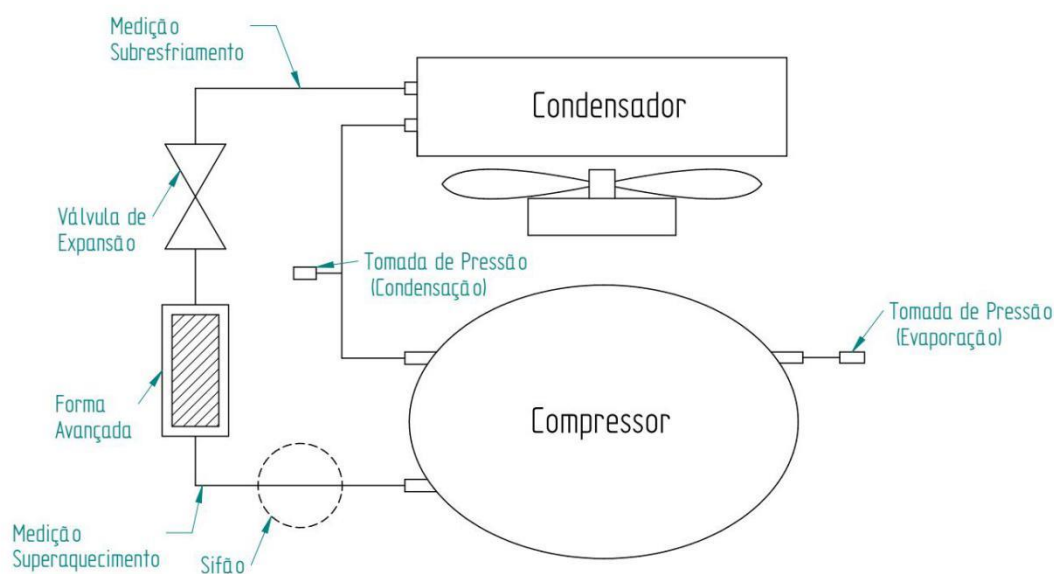 Medição
Subresfriamento
Condensador
Válvula de
Expansão
Tomada de Pressão
(Condensação)
Tomada de Pressão
(Evaporação)
Forma
Avançada
Compressor
Medição
Superaquecimento
Sifão